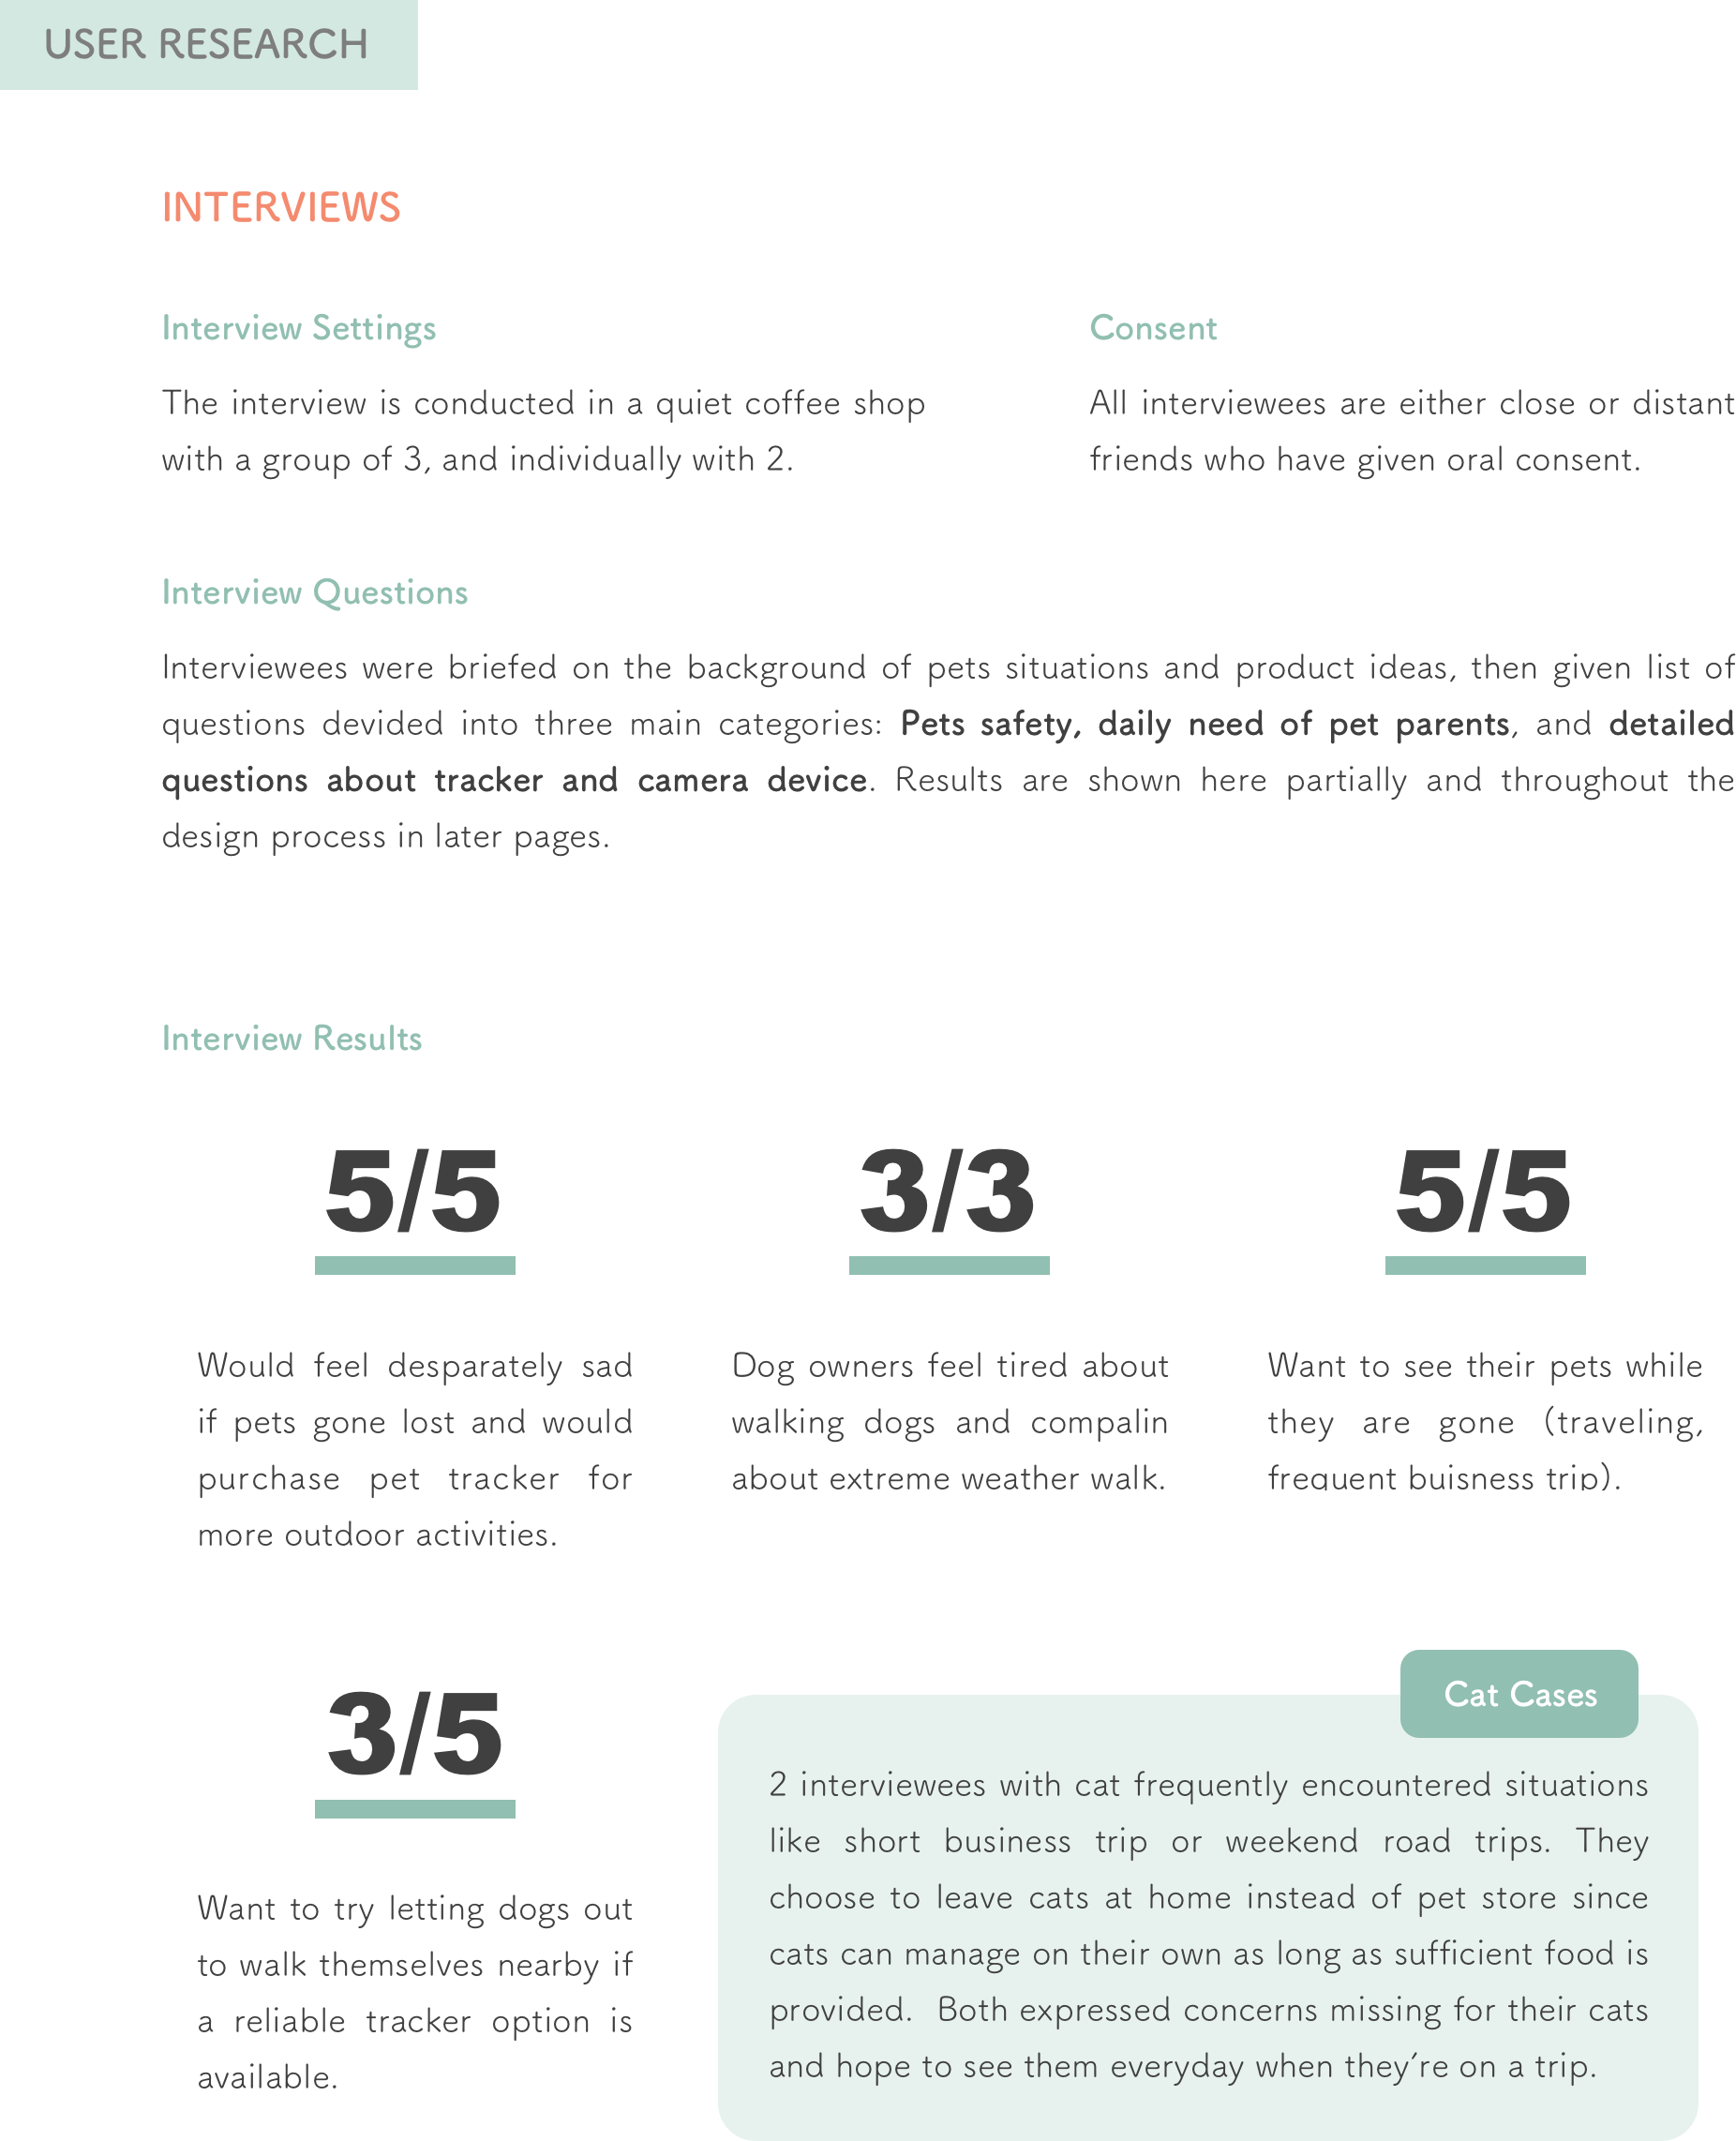 USER RESEARCH
INTERVIEWS
Interview Settings
The interview is conducted in a quiet coffee shop
with a group of 3, and individually with 2.
Consent
All interviewees are either close or distant
friends who have given oral consent.
Interview Questions
Interviewees were briefed on the background of pets situations and product ideas, then given list of
questions devided into three main categories: Pets safety, daily need of pet parents, and detailed
questions about tracker and camera device. Results are shown here partially and throughout the
design process in later pages.
Interview Results
5/5
Would feel desparately sad
if pets gone lost and would
purchase pet tracker for
more outdoor activities.
3/3
Dog owners feel tired about
walking dogs and compalin
about extreme weather walk.
5/5
Want to see their pets while
they are gone (traveling,
frequent buisness trip).
3/5
Want to try letting dogs out
to walk themselves nearby if
a reliable tracker option is
available.
Cat Cases
2 interviewees with cat frequently encountered situations
like short business trip or weekend road trips. They
choose to leave cats at home instead of pet store since
cats can manage on their own as long as sufficient food is
provided.  Both expressed concerns missing for their cats
and hope to see them everyday when they’re on a trip.